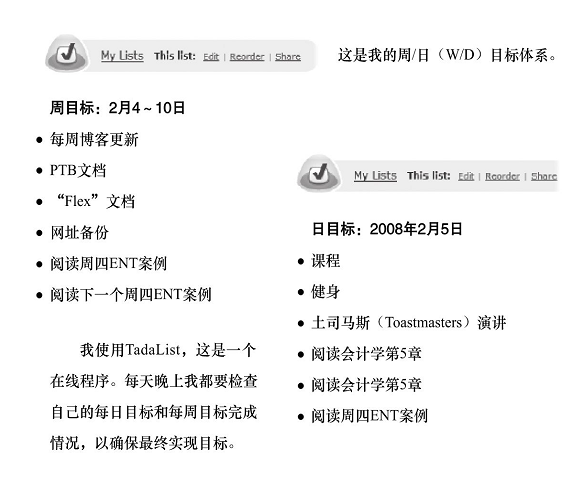 My Lists This list: Edit | Reorder | Share
这是我的周/日（W/D）目标体系。
周目标：2月4～10日
● 每周博客更新
● PTB文档
● “Flex”文档
● 网址备份
● 阅读周四ENT案例
● 阅读下一个周四ENT案例
我使用TadaList，这是一个
在线程序。每天晚上我都要检查
自己的每日目标和每周目标完成
情况，以确保最终实现目标。
My Lists This list: Edit | Reorder | Share
日目标：2008年2月5日
● 课程
● 健身
● 土司马斯（Toastmasters）演讲
● 阅读会计学第5章
● 阅读会计学第5章
● 阅读周四ENT案例